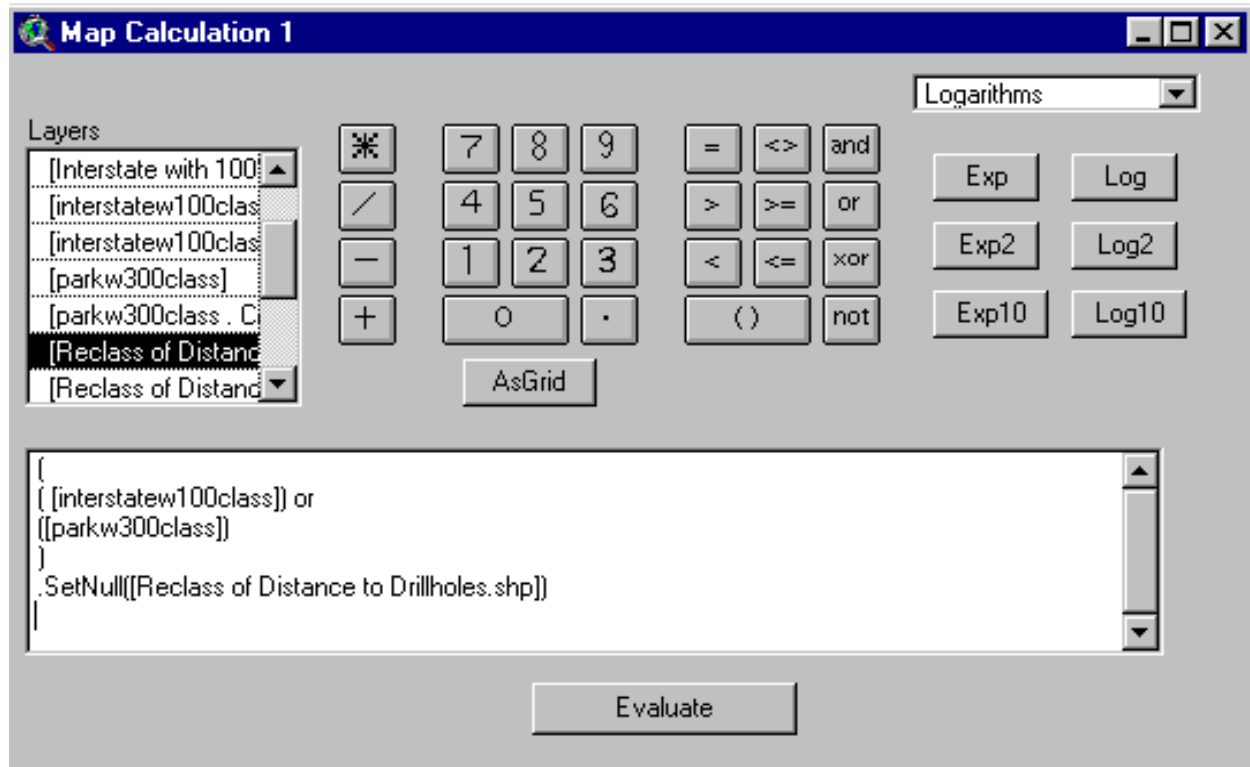 Map Calculation 1
Logarithms
Layers
[Interstate with 100
[interstatew100clas
[interstatew100clas
[parkw300class]
[parkw300class . C
[Reclass of Distanc
[Reclass of Distanc
* 7 8 9 = <> and
/ 4 5 6 > >= or
- 1 2 3 < <= xor
+ 0 . ( ) not
AsGrid
Exp Log
Exp2 Log2
Exp10 Log10
(
( [interstatew100class]) or
([parkw300class])
)
.SetNull([Reclass of Distance to Drillholes.shp])
Evaluate